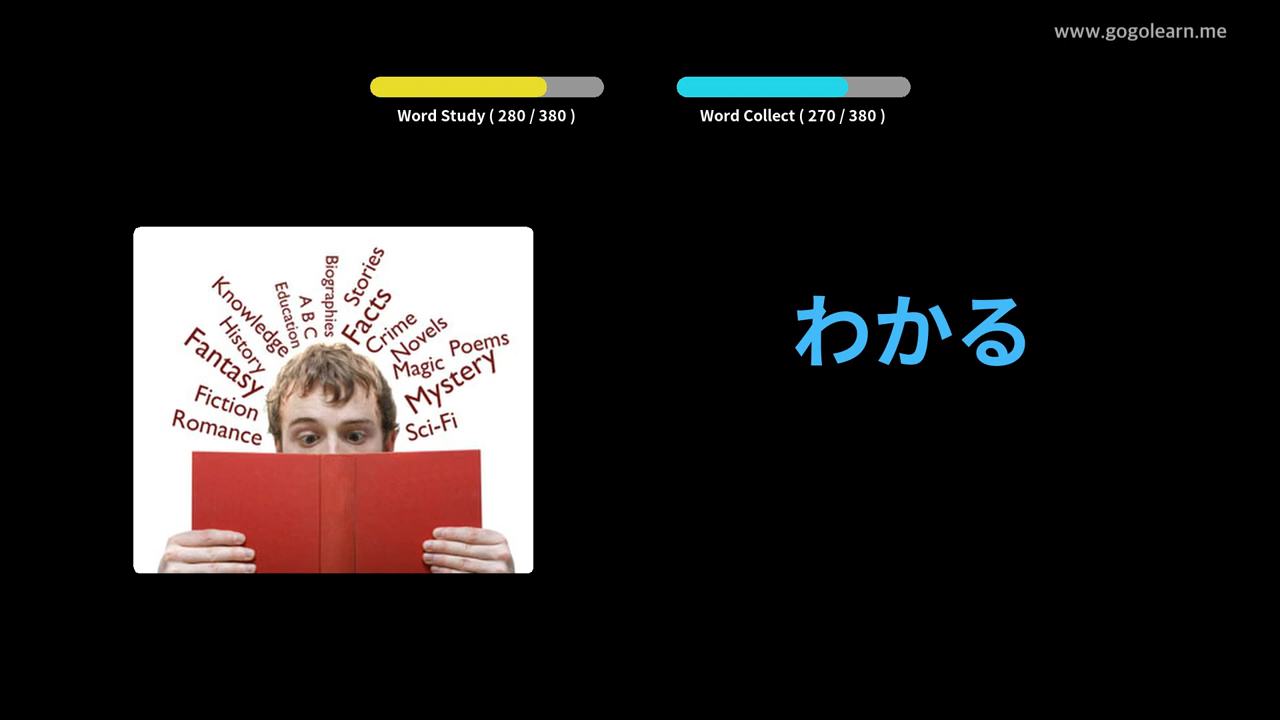 www.gogolearn.me
Word Study ( 280 / 380 )
Word Collect ( 270 / 380 )
わかる
Biographies
Stories
Education
A B C
Facts
Knowledge
Crime
History
Novels
Poems
Fantasy
Magic
Mystery
Fiction
Romance
Sci-Fi